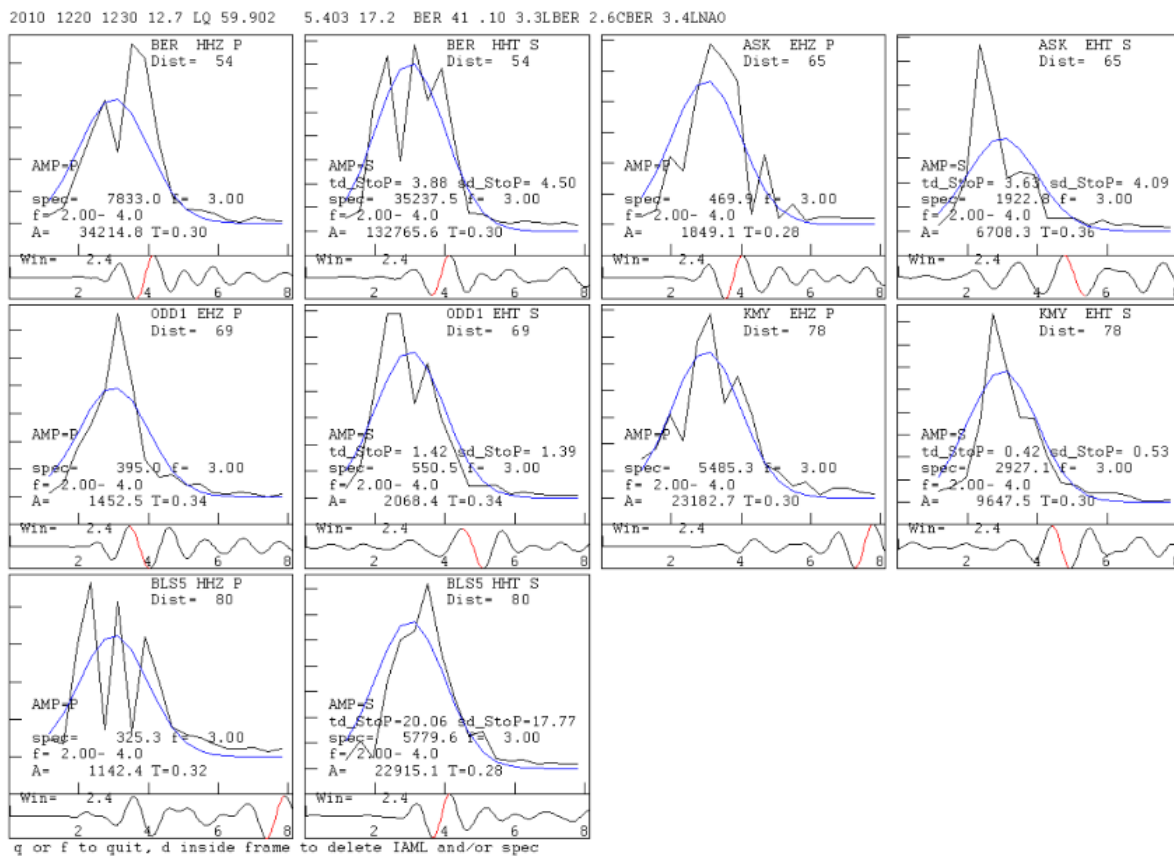 2010 1220 1230 12.7 LQ 59.902    5.403 17.2  BER 41 .10 3.3LBER 2.6CBER 3.4LNAO
BER  HHZ P
Dist=  54
AMP=P
spec=    7833.0 f=  3.00
f= 2.00- 4.0
A=    34214.8 T=0.30
Win=   2.4
2 4 6 8
BER  HHT S
Dist=  54
AMP=S
td_StoP= 3.88 sd_StoP= 4.50
spec=   35237.5 f=  3.00
f= 2.00- 4.0
A=   132765.6 T=0.30
Win=   2.4
2 4 6 8
ASK  EHZ P
Dist=  65
AMP=P
spec=     469.9 f=  3.00
f= 2.00- 4.0
A=     1849.1 T=0.28
Win=   2.4
2 4 6 8
ASK  EHT S
Dist=  65
AMP=S
td_StoP= 3.63 sd_StoP= 4.09
spec=    1922.8 f=  3.00
f= 2.00- 4.0
A=     6708.3 T=0.36
Win=   2.4
2 4 6 8
ODD1 EHZ P
Dist=  69
AMP=P
spec=     395.0 f=  3.00
f= 2.00- 4.0
A=     1452.5 T=0.34
Win=   2.4
2 4 6 8
ODD1 EHT S
Dist=  69
AMP=S
td_StoP= 1.42 sd_StoP= 1.39
spec=     550.5 f=  3.00
f= 2.00- 4.0
A=     2068.4 T=0.34
Win=   2.4
2 4 6 8
KMY  EHZ P
Dist=  78
AMP=P
spec=    5485.3 f=  3.00
f= 2.00- 4.0
A=    23182.7 T=0.30
Win=   2.4
2 4 6 8
KMY  EHT S
Dist=  78
AMP=S
td_StoP= 0.42 sd_StoP= 0.53
spec=    2927.1 f=  3.00
f= 2.00- 4.0
A=     9647.5 T=0.30
Win=   2.4
2 4 6 8
BLS5 HHZ P
Dist=  80
AMP=P
spec=     325.3 f=  3.00
f= 2.00- 4.0
A=     1142.4 T=0.32
Win=   2.4
2 4 6 8
BLS5 HHT S
Dist=  80
AMP=S
td_StoP=20.06 sd_StoP=17.77
spec=    5779.6 f=  3.00
f= 2.00- 4.0
A=    22915.1 T=0.28
Win=   2.4
2 4 6 8
q or f to quit, d inside frame to delete IAML and/or spec